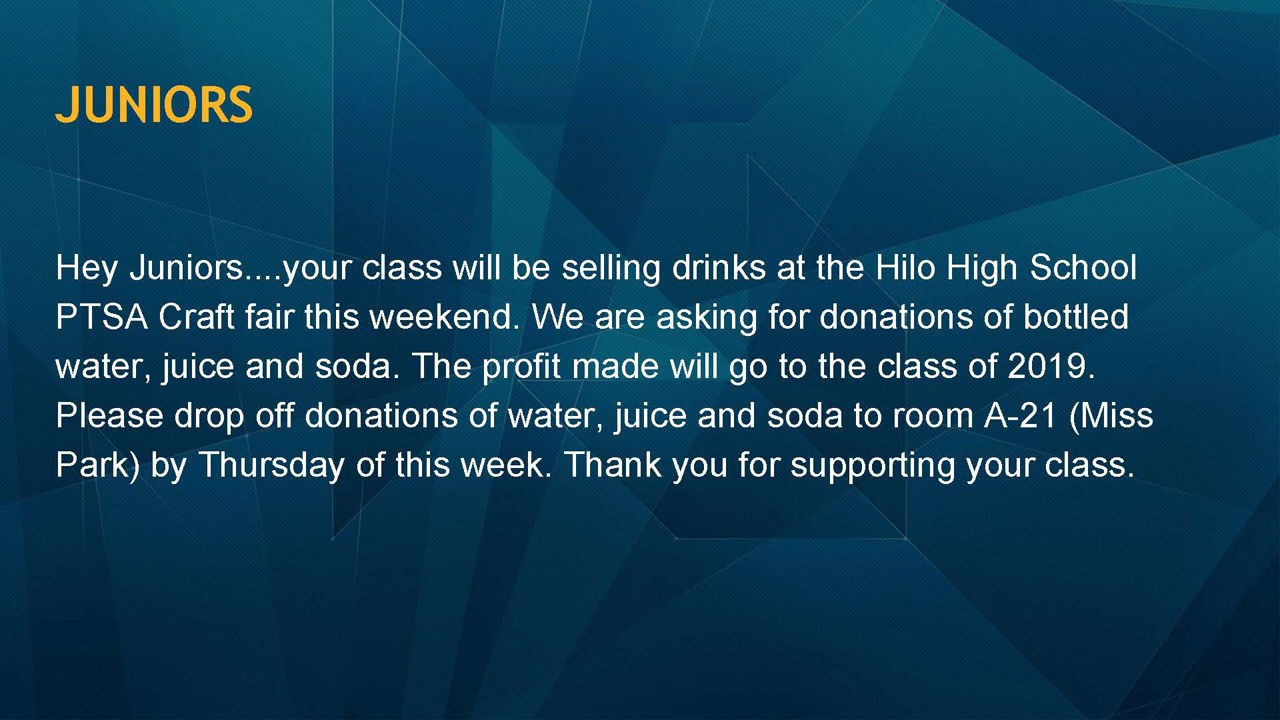 JUNIORS
Hey Juniors....your class will be selling drinks at the Hilo High School
PTSA Craft fair this weekend. We are asking for donations of bottled
water, juice and soda. The profit made will go to the class of 2019.
Please drop off donations of water, juice and soda to room A-21 (Miss
Park) by Thursday of this week. Thank you for supporting your class.